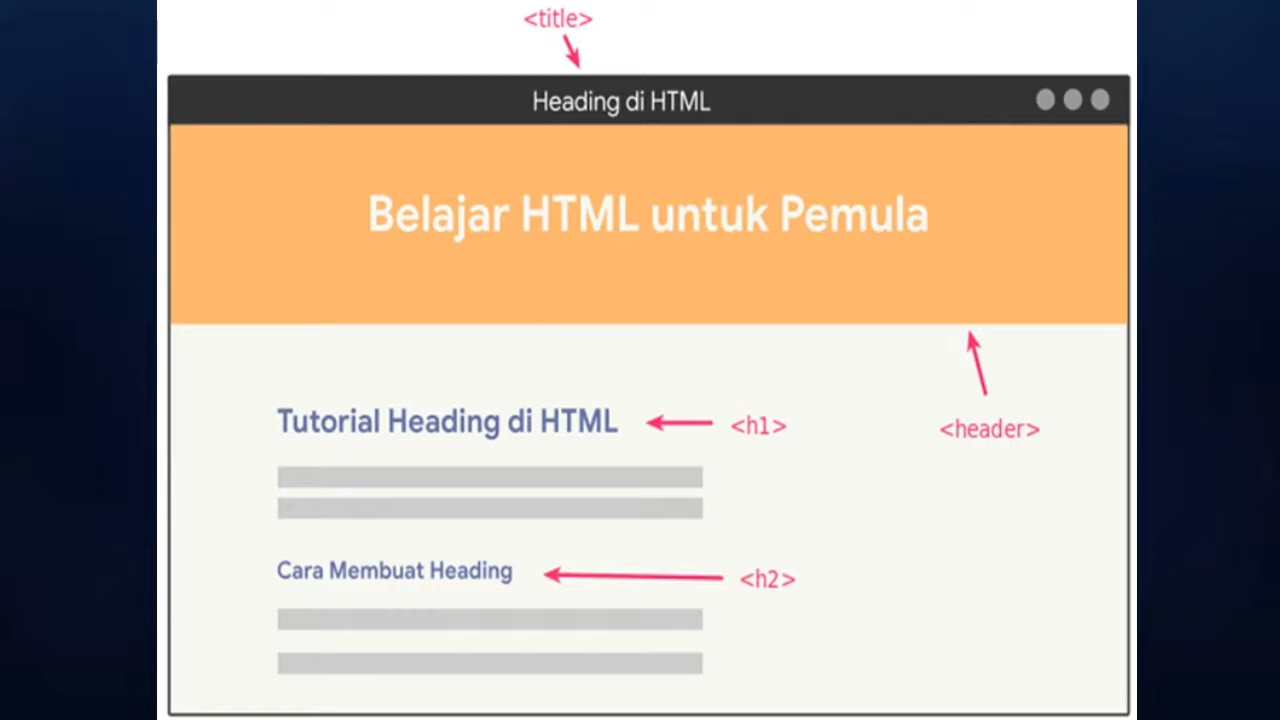 <title>
Heading di HTML
Belajar HTML untuk Pemula
Tutorial Heading di HTML
<h1>
<header>
Cara Membuat Heading
<h2>